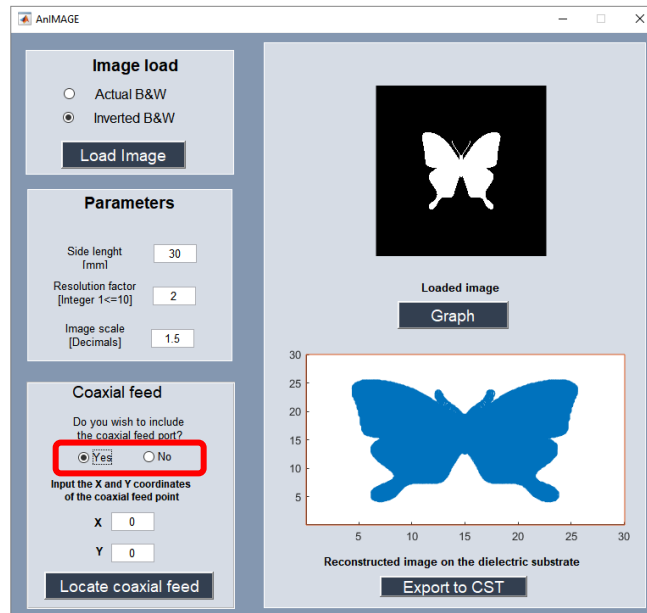 AnIMAGE
Image load
Actual B&W
Inverted B&W
Load Image
Parameters
Side lenght
[mm]
30
Resolution factor
[Integer 1<=10]
2
Image scale
[Decimals]
1.5
Coaxial feed
Do you wish to include
the coaxial feed port?
Yes
No
Input the X and Y coordinates
of the coaxial feed point
X
0
Y
0
Locate coaxial feed
Loaded image
Graph
30
25
20
15
10
5
5
10
15
20
25
30
Reconstructed image on the dielectric substrate
Export to CST